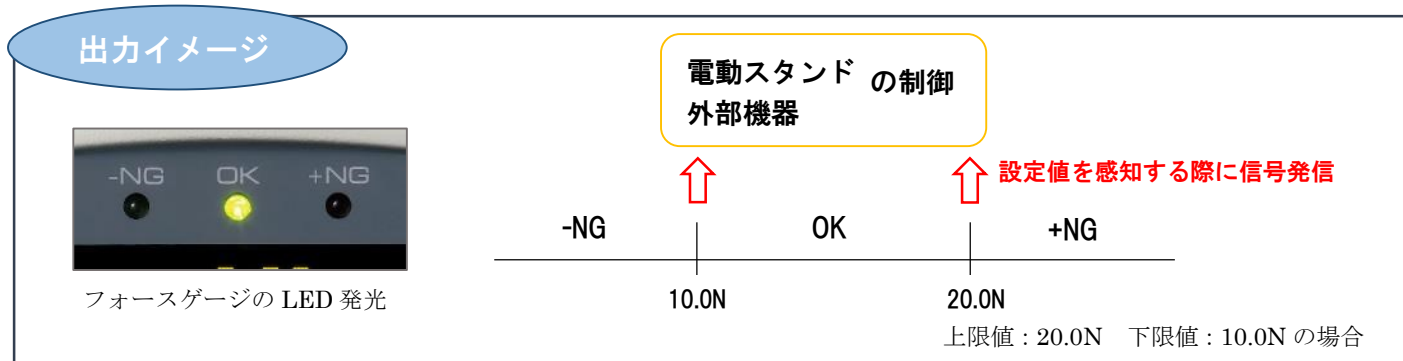 出力イメージ
電動スタンド の制御
外部機器
-NG OK +NG
設定値を感知する際に信号発信
-NG OK +NG
10.0N 20.0N
フォースゲージの LED 発光
上限値：20.0N　下限値：10.0N の場合